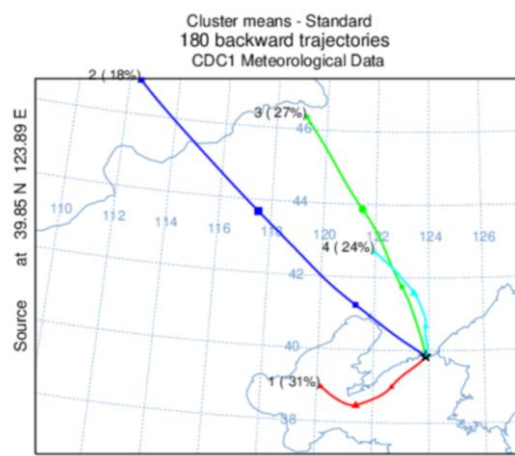 Cluster means - Standard
180 backward trajectories
CDC1 Meteorological Data
Source at 39.85 N 123.89 E
2 ( 18%)
3 ( 27%)
46
44
110
112
114
116
118
120
122
124
126
4 ( 24%)
42
40
1 ( 31%)
38